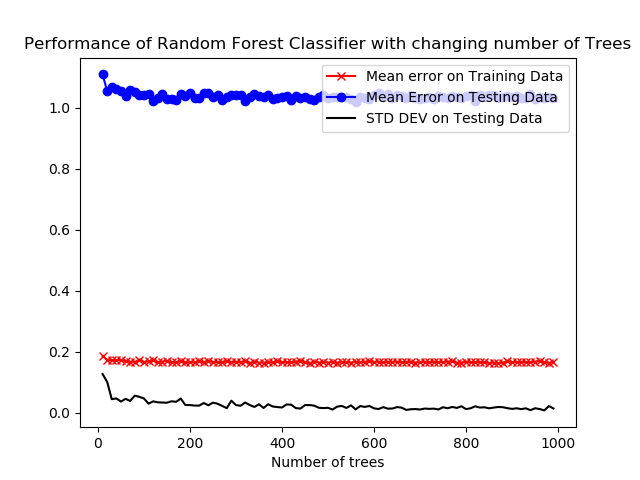 Performance of Random Forest Classifier with changing number of Trees
Mean error on Training Data
Mean Error on Testing Data
STD DEV on Testing Data
1.0
0.8
0.6
0.4
0.2
0.0
0 200 400 600 800 1000
Number of trees